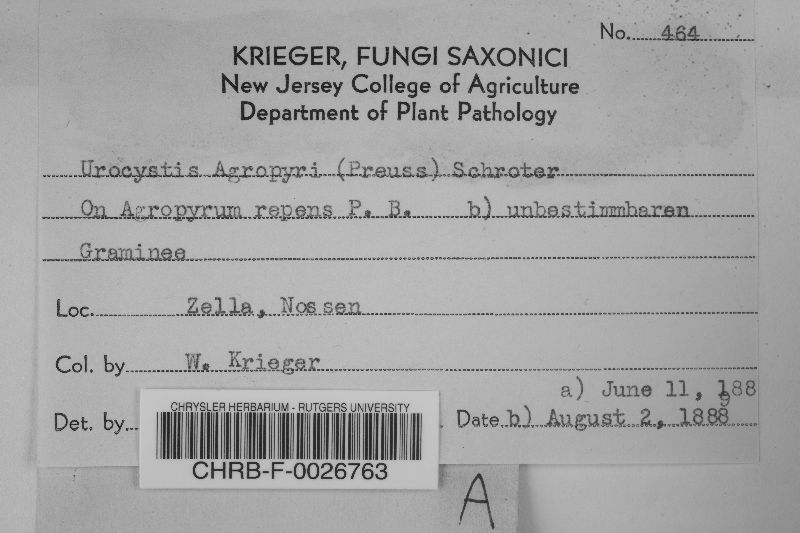 No. 464
KRIEGER, FUNGI SAXONICI
New Jersey College of Agriculture
Department of Plant Pathology
Urocystis Agropyri (Preuss) Schroter
On Agropyrum repens P. B. b) unbestimmbaren
Graminee
Loc. Zella, Nossen
Col. by W. Krieger
a) June 11, 188
Det. by Date b) August 2, 1888
CHRYSLER HERBARIUM - RUTGERS UNIVERSITY
CHRB-F-0026763
A